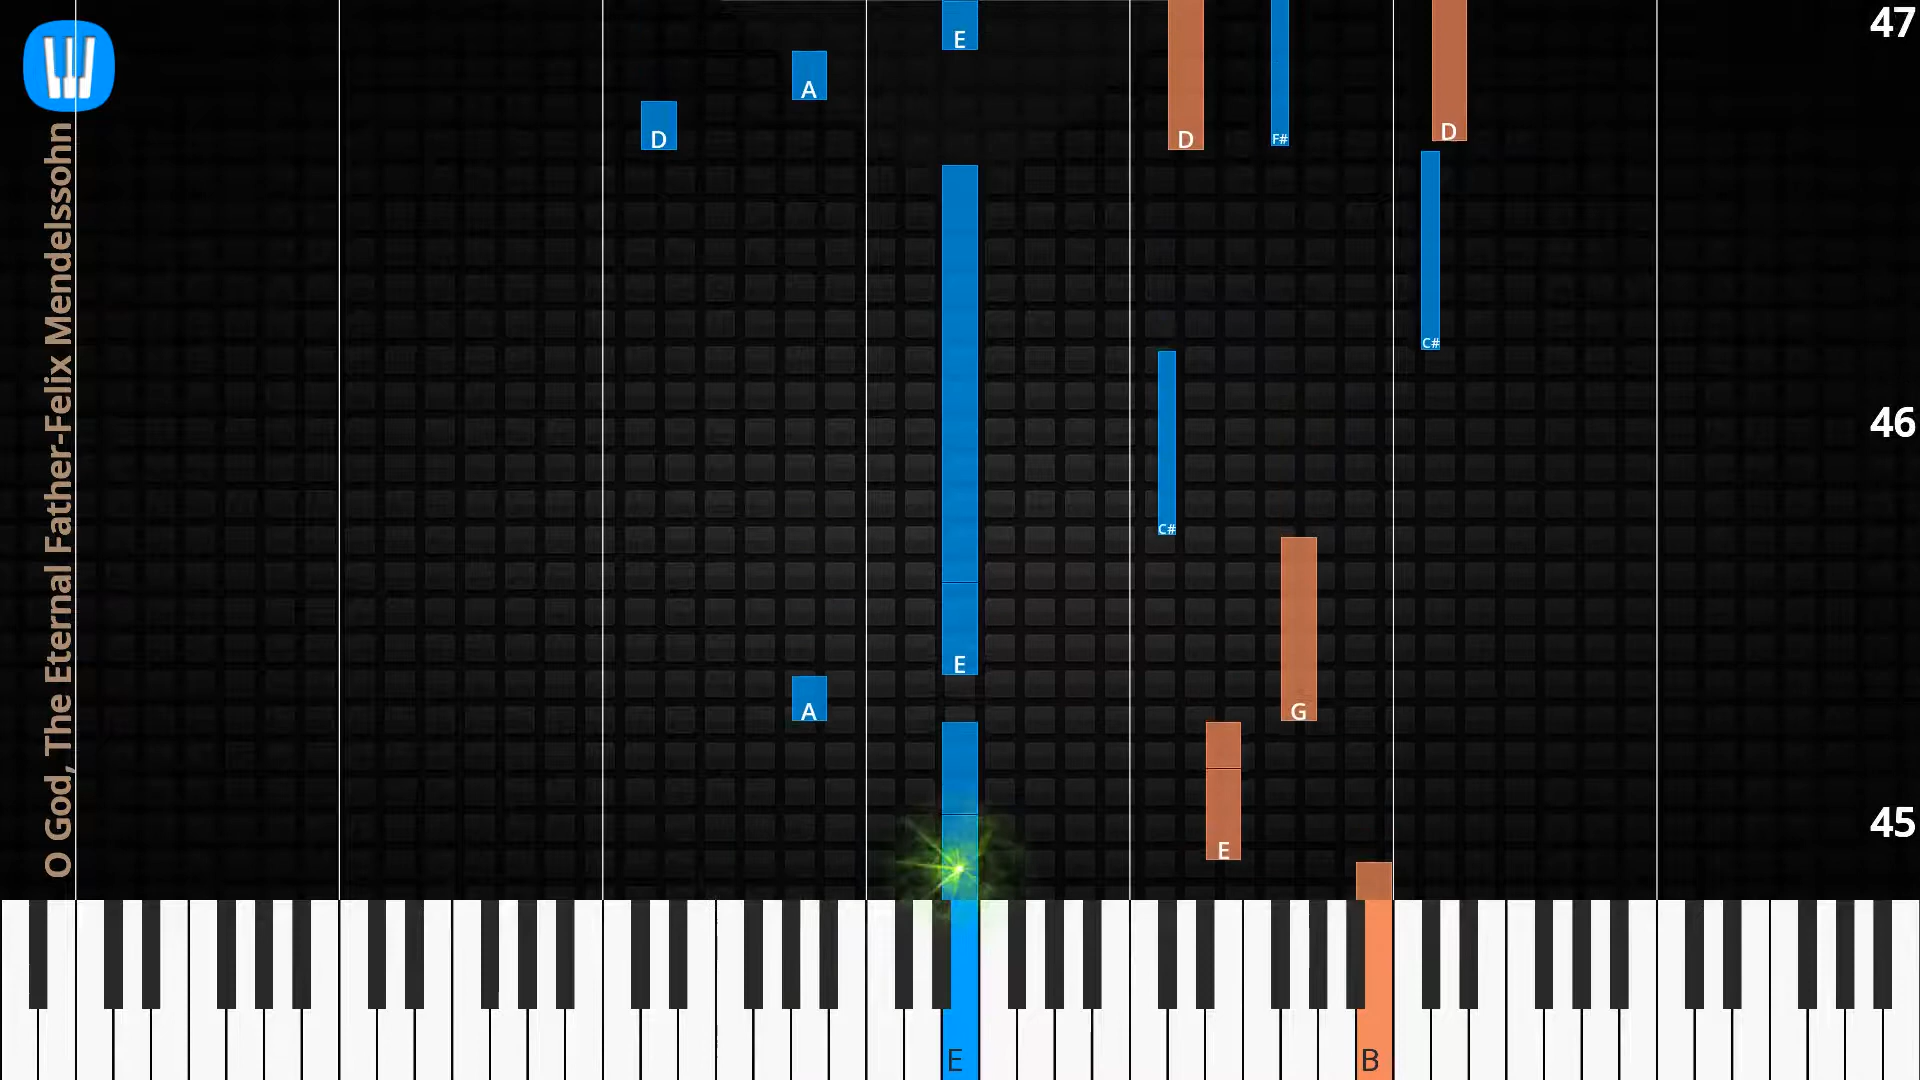 O God, The Eternal Father-Felix Mendelssohn
47
E
A
D
D
F#
D
C#
46
C#
E
A
G
45
E
E
B